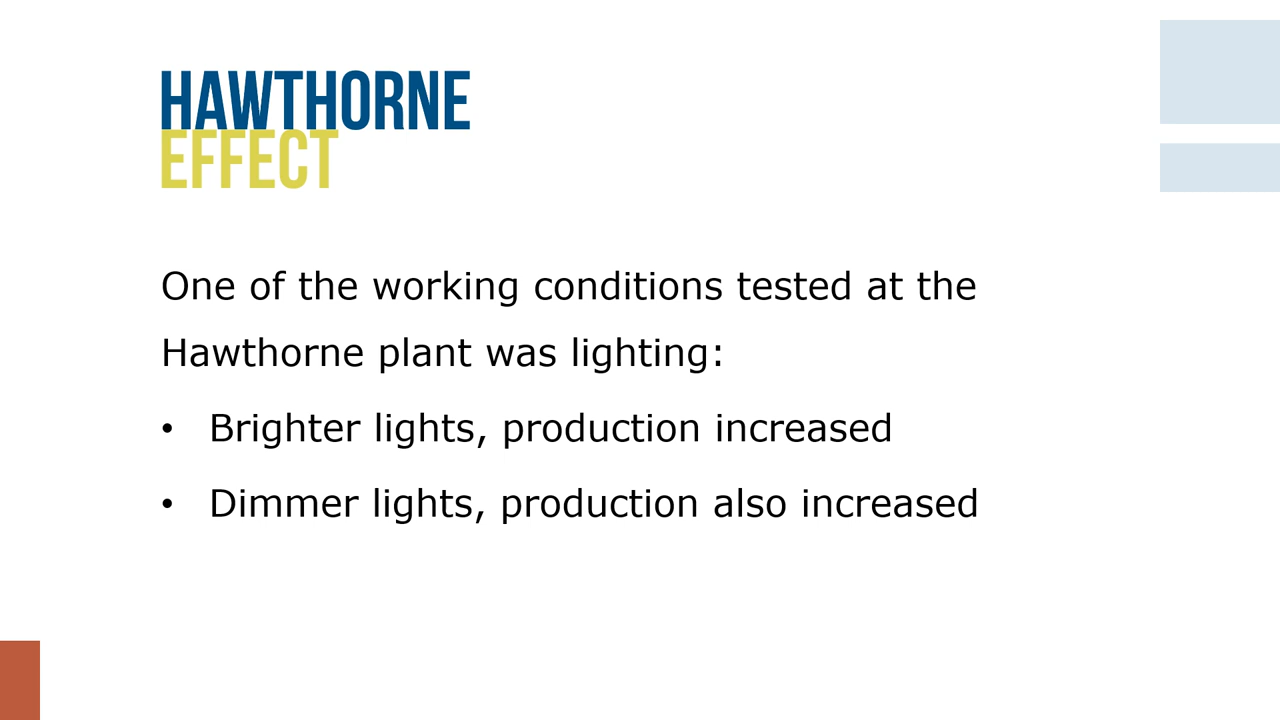 HAWTHORNE
EFFECT
One of the working conditions tested at the
Hawthorne plant was lighting:
• Brighter lights, production increased
• Dimmer lights, production also increased